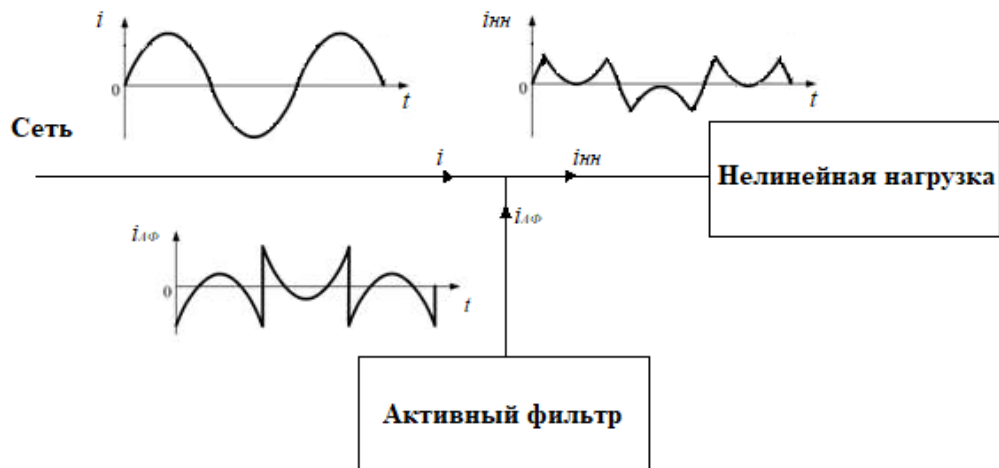 i
0
t
iнн
0
t
Сеть
i
iнн
Нелинейная нагрузка
iАФ
iАФ
0
t
Активный фильтр